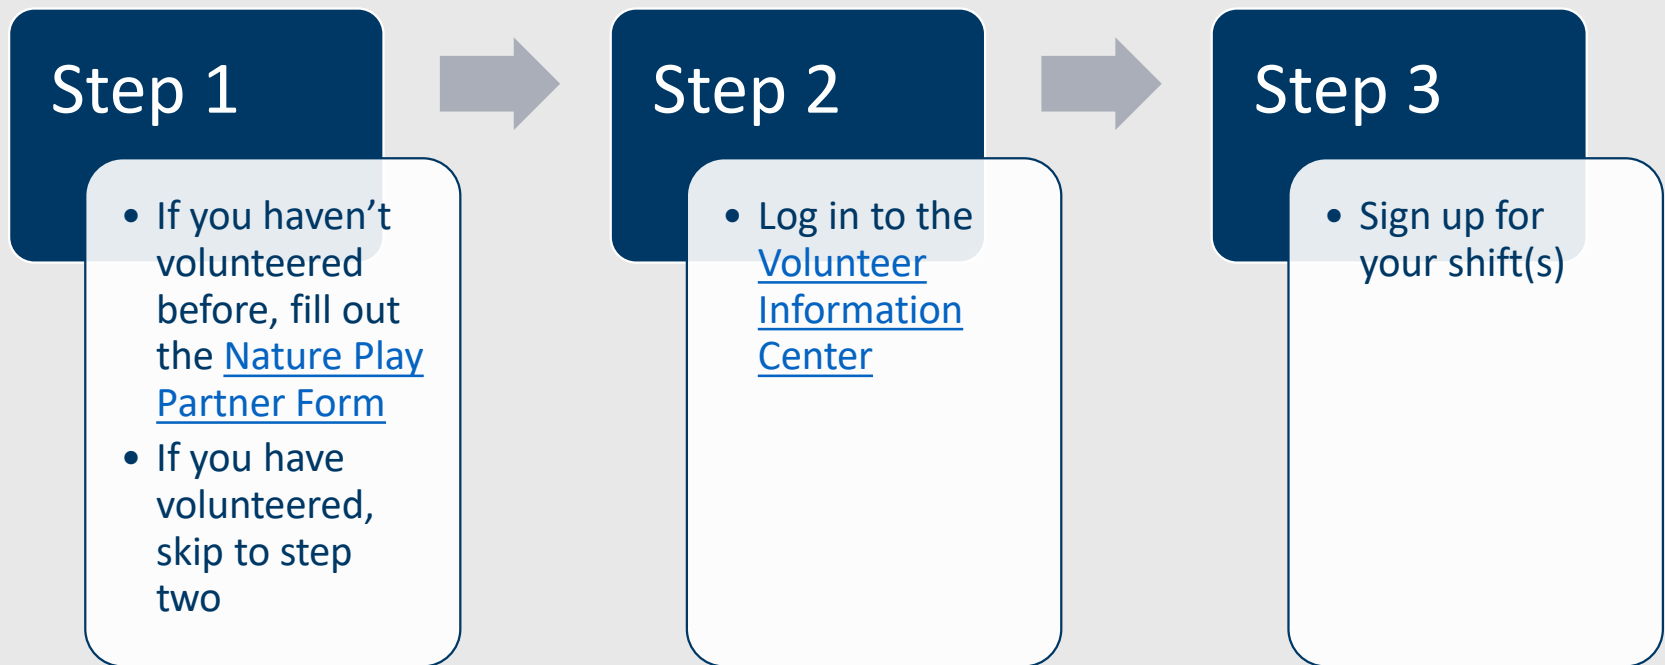 Step 1
• If you haven’t
volunteered
before, fill out
the Nature Play
Partner Form
• If you have
volunteered,
skip to step
two
Step 2
• Log in to the
Volunteer
Information
Center
Step 3
• Sign up for
your shift(s)